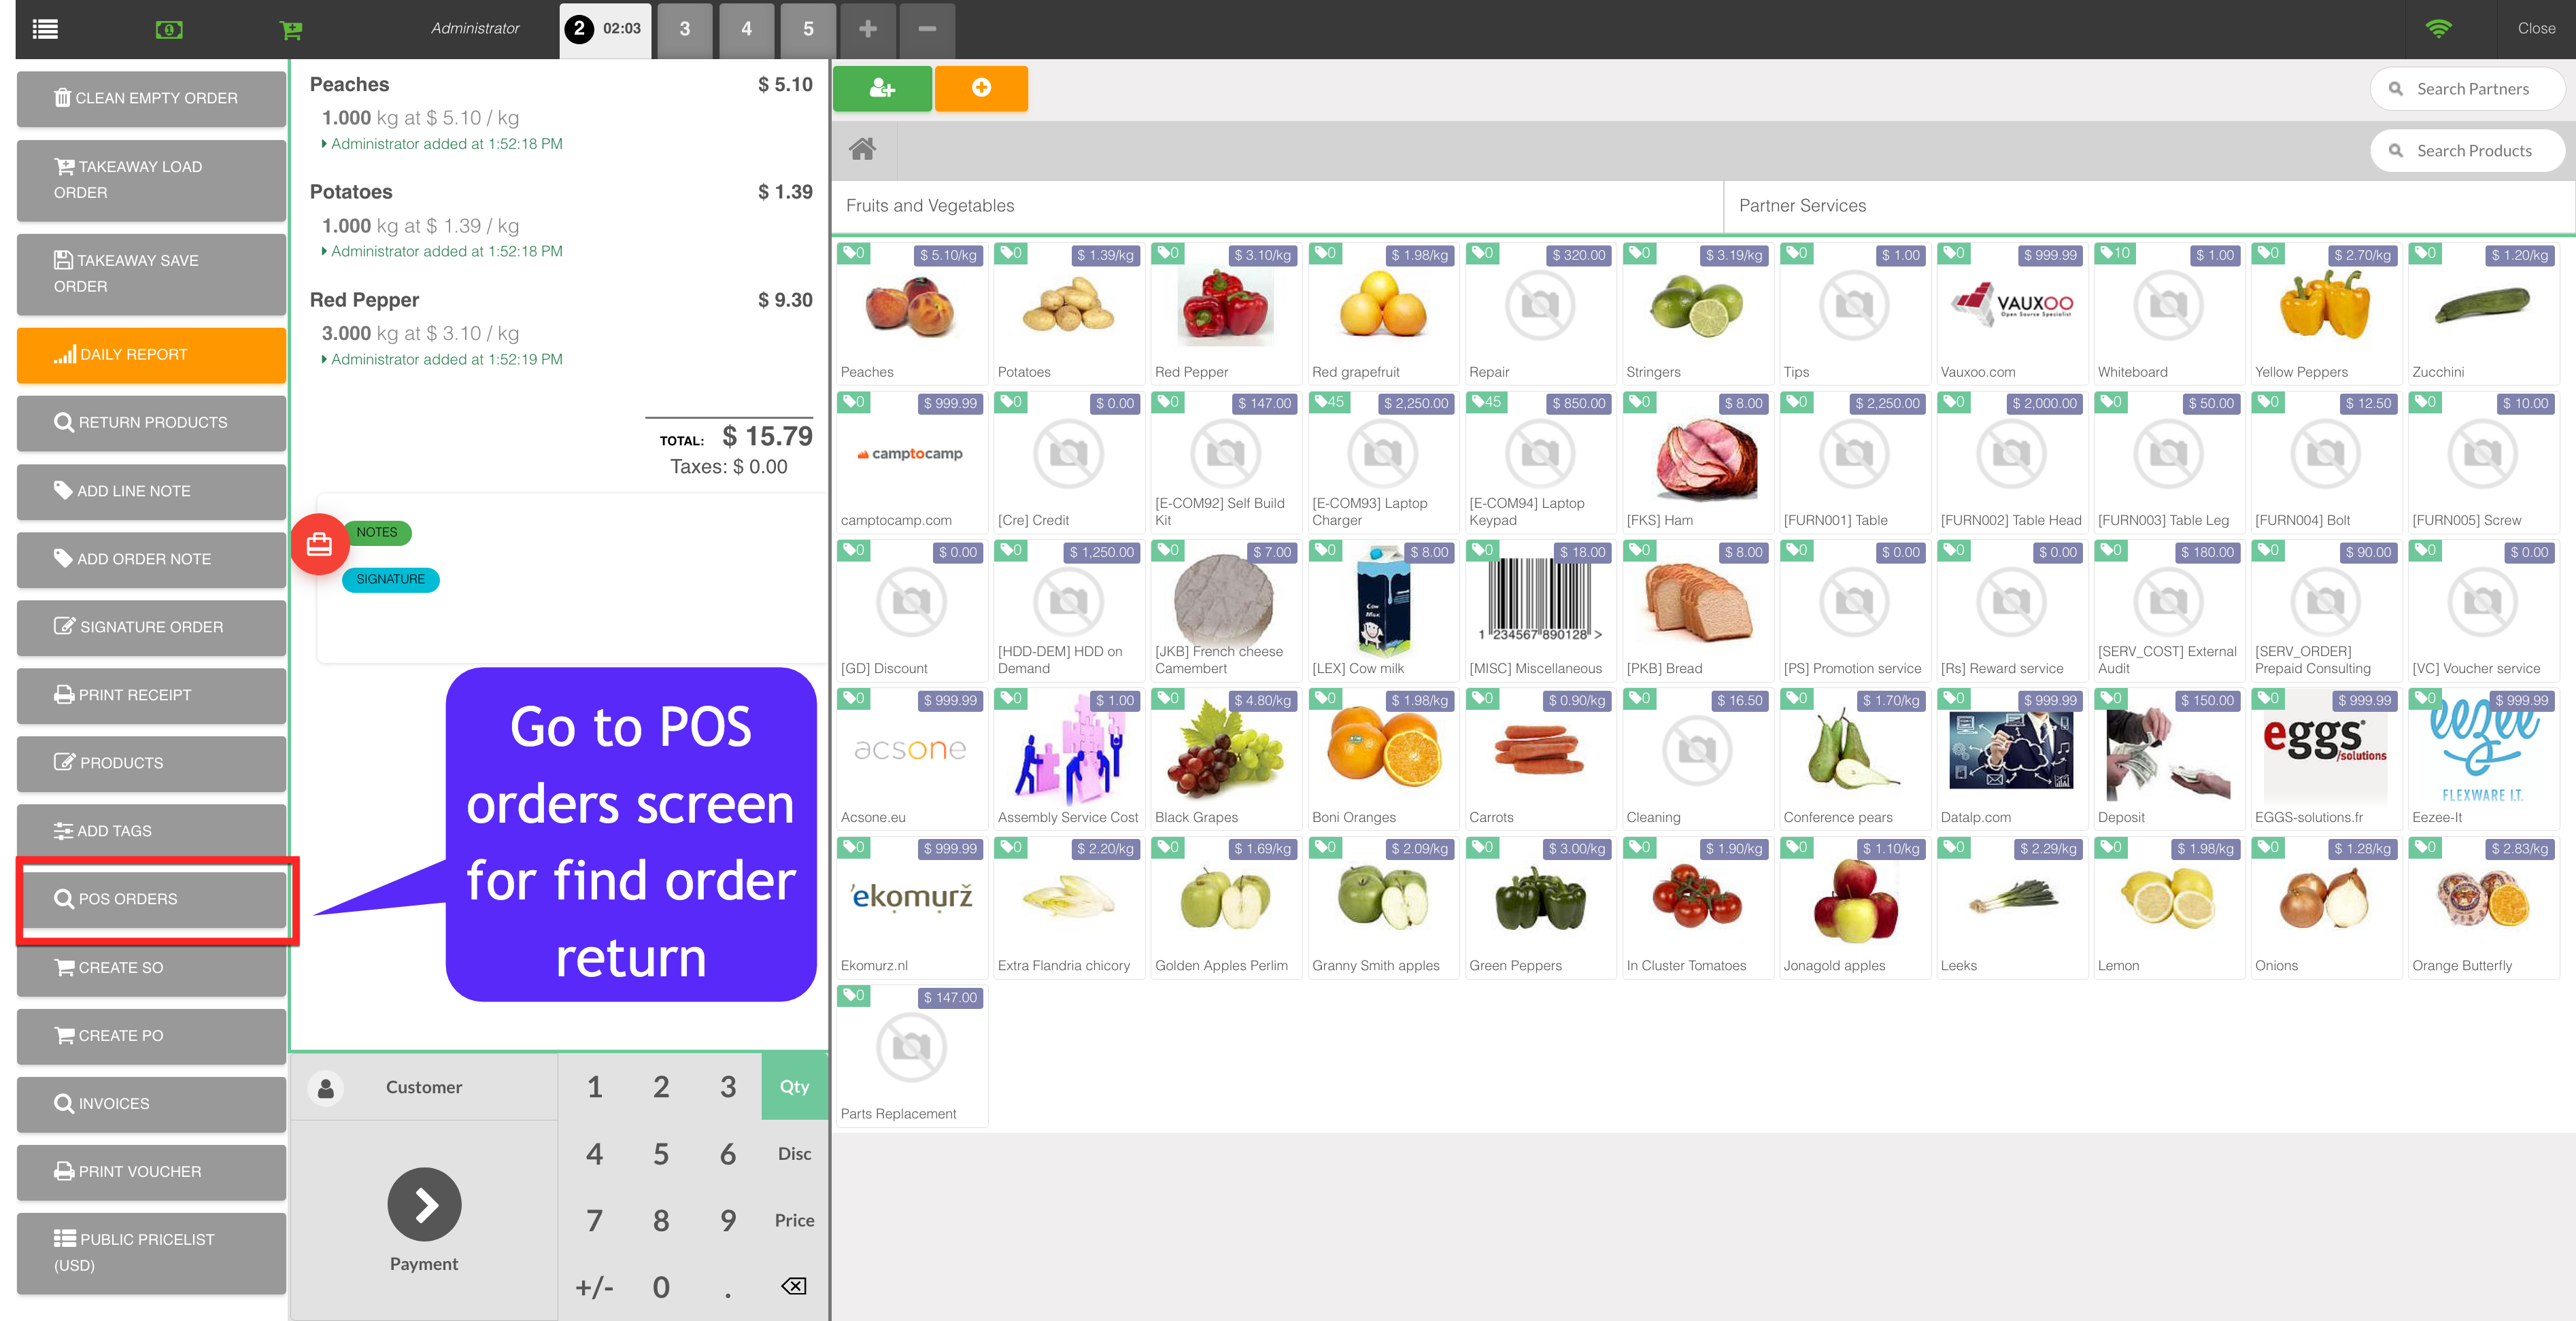 Administrator
2 02:03
3
4
5
Close
CLEAN EMPTY ORDER
TAKEAWAY LOAD
ORDER
TAKEAWAY SAVE
ORDER
DAILY REPORT
RETURN PRODUCTS
ADD LINE NOTE
ADD ORDER NOTE
SIGNATURE ORDER
PRINT RECEIPT
PRODUCTS
ADD TAGS
POS ORDERS
CREATE SO
CREATE PO
INVOICES
PRINT VOUCHER
PUBLIC PRICELIST
(USD)
Peaches $ 5.10
1.000 kg at $ 5.10 / kg
Administrator added at 1:52:18 PM
Potatoes $ 1.39
1.000 kg at $ 1.39 / kg
Administrator added at 1:52:18 PM
Red Pepper $ 9.30
3.000 kg at $ 3.10 / kg
Administrator added at 1:52:19 PM
TOTAL: $ 15.79
Taxes: $ 0.00
NOTES
SIGNATURE
Go to POS
orders screen
for find order
return
Customer
Payment
1 2 3 Qty
4 5 6 Disc
7 8 9 Price
+/- 0 .
Search Partners
Search Products
Fruits and Vegetables
Partner Services
0 $ 5.10/kg
Peaches
0 $ 1.39/kg
Potatoes
0 $ 3.10/kg
Red Pepper
0 $ 1.98/kg
Red grapefruit
0 $ 320.00
Repair
0 $ 3.19/kg
Stringers
0 $ 1.00
Tips
0 $ 999.99
VAUXOO
Open Source Specialist
Vauxoo.com
10 $ 1.00
Whiteboard
0 $ 2.70/kg
Yellow Peppers
0 $ 1.20/kg
Zucchini
0 $ 999.99
camptocamp
camptocamp.com
0 $ 0.00
[Cre] Credit
0 $ 147.00
[E-COM92] Self Build
Kit
45 $ 2,250.00
[E-COM93] Laptop
Charger
45 $ 850.00
[E-COM94] Laptop
Keypad
0 $ 8.00
[FKS] Ham
0 $ 2,250.00
[FURN001] Table
0 $ 2,000.00
[FURN002] Table Head
0 $ 50.00
[FURN003] Table Leg
0 $ 12.50
[FURN004] Bolt
0 $ 10.00
[FURN005] Screw
0 $ 0.00
[GD] Discount
0 $ 1,250.00
[HDD-DEM] HDD on
Demand
0 $ 7.00
[JKB] French cheese
Camembert
0 $ 8.00
Cow
Milk
[LEX] Cow milk
0 $ 18.00
1 234567 890128 >
[MISC] Miscellaneous
0 $ 8.00
[PKB] Bread
0 $ 0.00
[PS] Promotion service
0 $ 0.00
[Rs] Reward service
0 $ 180.00
[SERV_COST] External
Audit
0 $ 90.00
[SERV_ORDER]
Prepaid Consulting
0 $ 0.00
[VC] Voucher service
0 $ 999.99
acsone
Acsone.eu
0 $ 1.00
Assembly Service Cost
0 $ 4.80/kg
Black Grapes
0 $ 1.98/kg
Boni Oranges
0 $ 0.90/kg
Carrots
0 $ 16.50
Cleaning
0 $ 1.70/kg
Conference pears
0 $ 999.99
Datalp.com
0 $ 150.00
Deposit
0 $ 999.99
eggs
/solutions
EGGS-solutions.fr
0 $ 999.99
eezee
FLEXWARE I.T.
Eezee-It
0 $ 999.99
'ekomurž
Ekomurz.nl
0 $ 2.20/kg
Extra Flandria chicory
0 $ 1.69/kg
Golden Apples Perlim
0 $ 2.09/kg
Granny Smith apples
0 $ 3.00/kg
Green Peppers
0 $ 1.90/kg
In Cluster Tomatoes
0 $ 1.10/kg
Jonagold apples
0 $ 2.29/kg
Leeks
0 $ 1.98/kg
Lemon
0 $ 1.28/kg
Onions
0 $ 2.83/kg
Orange Butterfly
0 $ 147.00
Parts Replacement